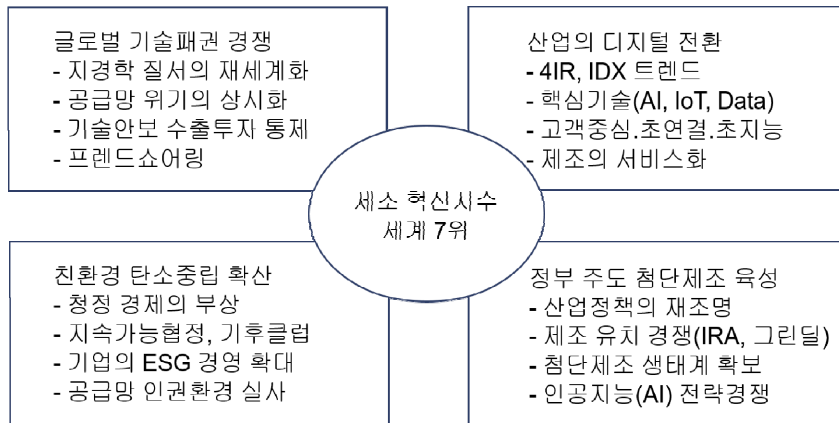 글로벌 기술패권 경쟁
- 지경학 질서의 재세계화
- 공급망 위기의 상시화
- 기술안보 수출투자 통제
- 프렌드쇼어링
산업의 디지털 전환
- 4IR, IDX 트렌드
- 핵심기술(AI, IoT, Data)
- 고객중심.초연결.초지능
- 제조의 서비스화
세계 7위
친환경 탄소중립 확산
- 청정 경제의 부상
- 지속가능협정, 기후클럽
- 기업의 ESG 경영 확대
- 공급망 인권환경 실사
정부 주도 첨단제조 육성
- 산업정책의 재조명
- 제조 유치 경쟁(IRA, 그린딜)
- 첨단제조 생태계 확보
- 인공지능(AI) 전략경쟁